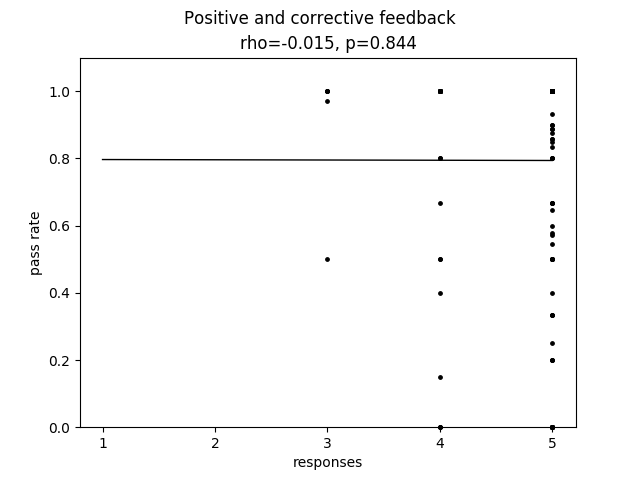 Positive and corrective feedback
rho=-0.015, p=0.844
1.0
0.8
0.6
0.4
0.2
0.0
pass rate
1 2 3 4 5
responses